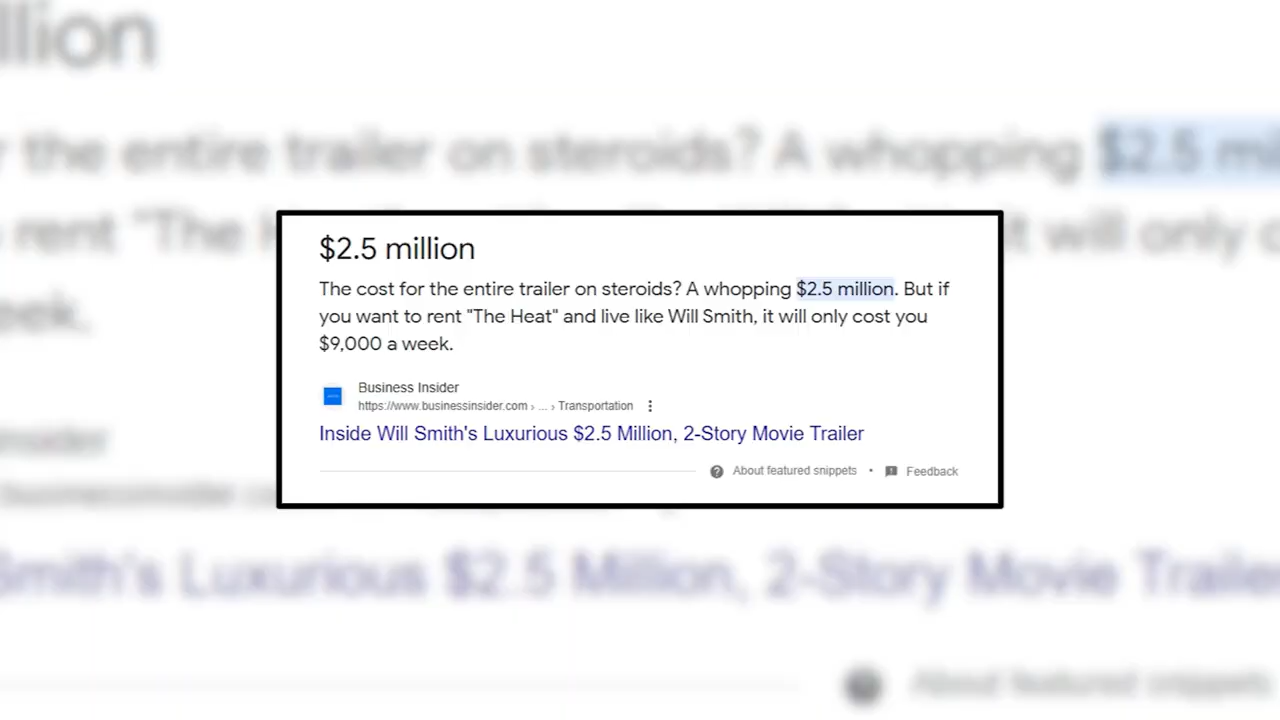 $2.5 million
The cost for the entire trailer on steroids? A whopping $2.5 million. But if
you want to rent "The Heat" and live like Will Smith, it will only cost you
$9,000 a week.
Business Insider
https://www.businessinsider.com › ... › Transportation
Inside Will Smith's Luxurious $2.5 Million, 2-Story Movie Trailer
About featured snippets • Feedback